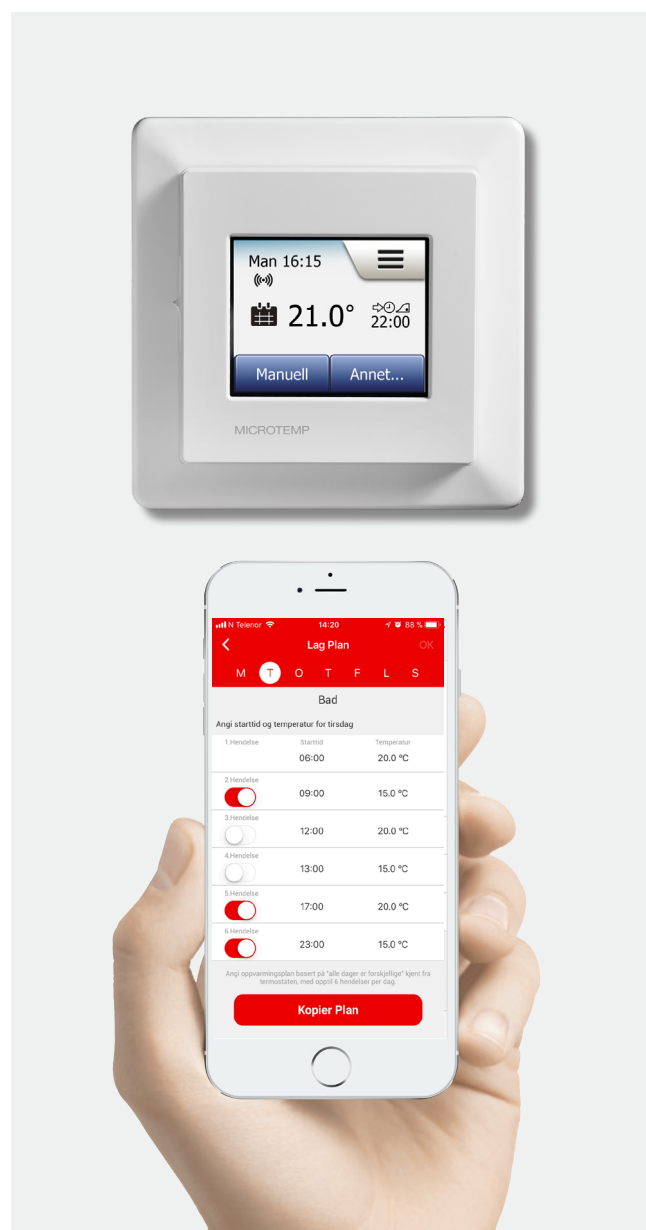 Man 16:15
21.0°
22:00
Manuell
Annet...
MICROTEMP
N Telenor
14:20
88 %
Lag Plan
OK
M T O T F L S
Bad
Angi starttid og temperatur for tirsdag
1.Hendelse Starttid Temperatur
06:00 20.0 °C
2.Hendelse
09:00 15.0 °C
3.Hendelse
12:00 20.0 °C
4.Hendelse
13:00 15.0 °C
5.Hendelse
17:00 20.0 °C
6.Hendelse
23:00 15.0 °C
Angi oppvarmingsplan basert på "alle dager er forskjellige" kjent fra
termostaten, med opptil 6 hendelser per dag.
Kopier Plan